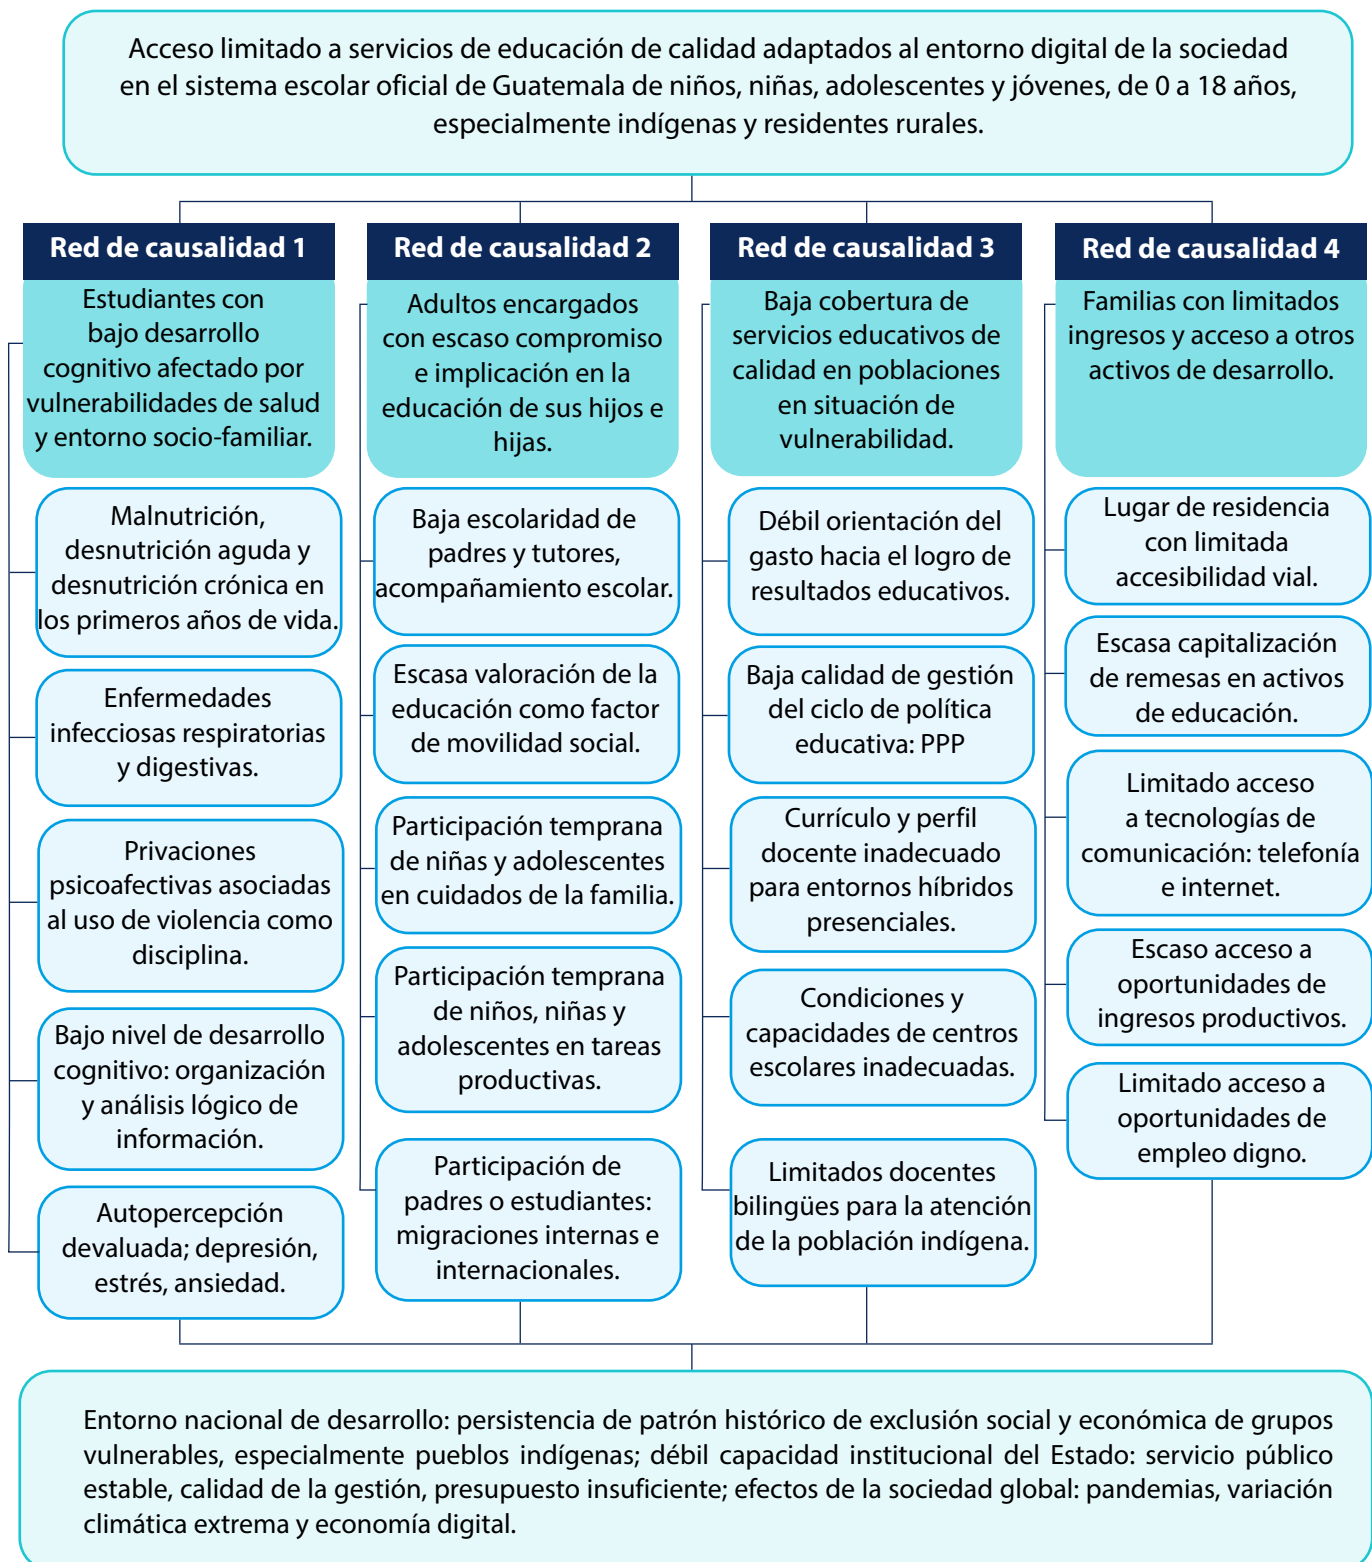 Acceso limitado a servicios de educación de calidad adaptados al entorno digital de la sociedad
en el sistema escolar oficial de Guatemala de niños, niñas, adolescentes y jóvenes, de 0 a 18 años,
especialmente indígenas y residentes rurales.
Red de causalidad 1
Estudiantes con
bajo desarrollo
cognitivo afectado por
vulnerabilidades de salud
y entorno socio-familiar.
Malnutrición,
desnutrición aguda y
desnutrición crónica en
los primeros años de vida.
Enfermedades
infecciosas respiratorias
y digestivas.
Privaciones
psicoafectivas asociadas
al uso de violencia como
disciplina.
Bajo nivel de desarrollo
cognitivo: organización
y análisis lógico de
información.
Autopercepción
devaluada; depresión,
estrés, ansiedad.
Red de causalidad 2
Adultos encargados
con escaso compromiso
e implicación en la
educación de sus hijos e
hijas.
Baja escolaridad de
padres y tutores,
acompañamiento escolar.
Escasa valoración de la
educación como factor
de movilidad social.
Participación temprana
de niñas y adolescentes
en cuidados de la familia.
Participación temprana
de niños, niñas y
adolescentes en tareas
productivas.
Participación de
padres o estudiantes:
migraciones internas e
internacionales.
Red de causalidad 3
Baja cobertura de
servicios educativos de
calidad en poblaciones
en situación de
vulnerabilidad.
Débil orientación del
gasto hacia el logro de
resultados educativos.
Baja calidad de gestión
del ciclo de política
educativa: PPP
Currículo y perfil
docente inadecuado
para entornos híbridos
presenciales.
Condiciones y
capacidades de centros
escolares inadecuadas.
Limitados docentes
bilingües para la atención
de la población indígena.
Red de causalidad 4
Familias con limitados
ingresos y acceso a otros
activos de desarrollo.
Lugar de residencia
con limitada
accesibilidad vial.
Escasa capitalización
de remesas en activos
de educación.
Limitado acceso
a tecnologías de
comunicación: telefonía
e internet.
Escaso acceso a
oportunidades de
ingresos productivos.
Limitado acceso a
oportunidades de
empleo digno.
Entorno nacional de desarrollo: persistencia de patrón histórico de exclusión social y económica de grupos
vulnerables, especialmente pueblos indígenas; débil capacidad institucional del Estado: servicio público
estable, calidad de la gestión, presupuesto insuficiente; efectos de la sociedad global: pandemias, variación
climática extrema y economía digital.